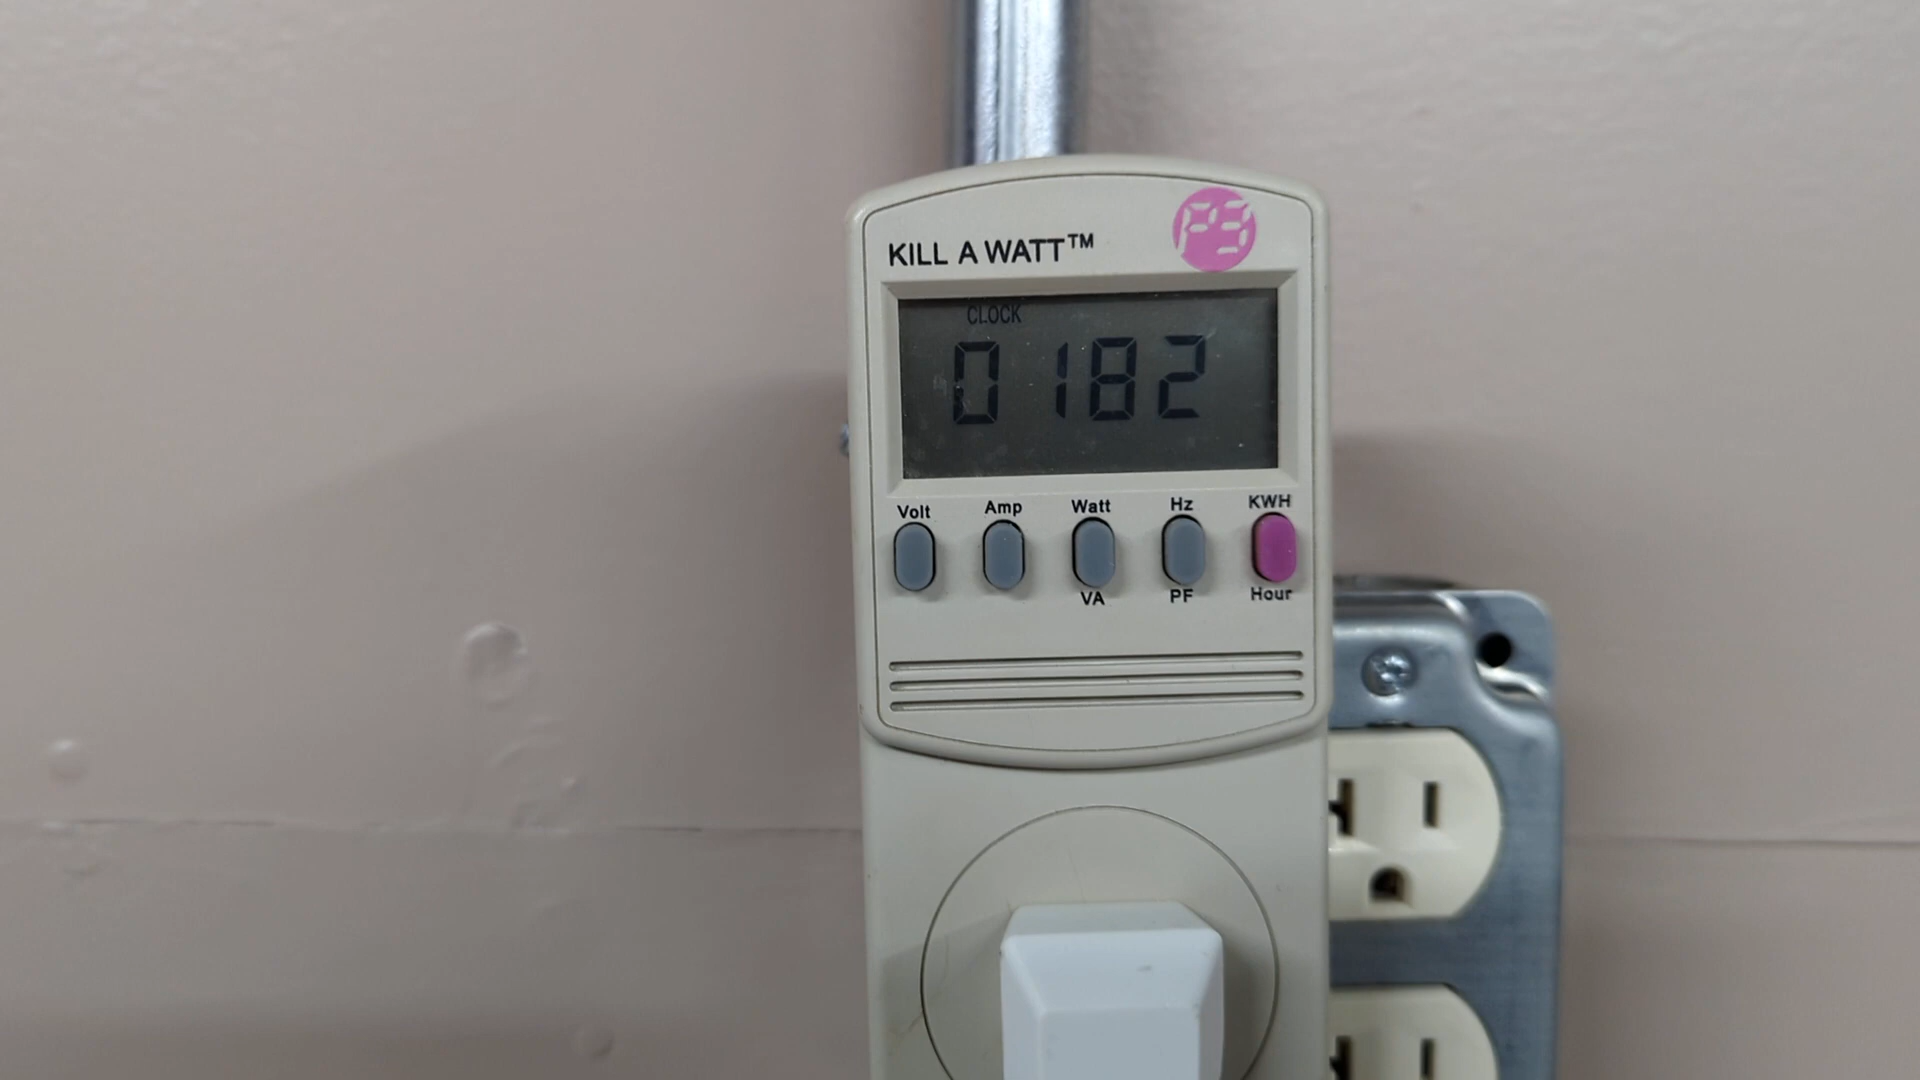 KILL A WATT™ P3
CLOCK
0182
Volt Amp Watt Hz KWH
VA PF Hour